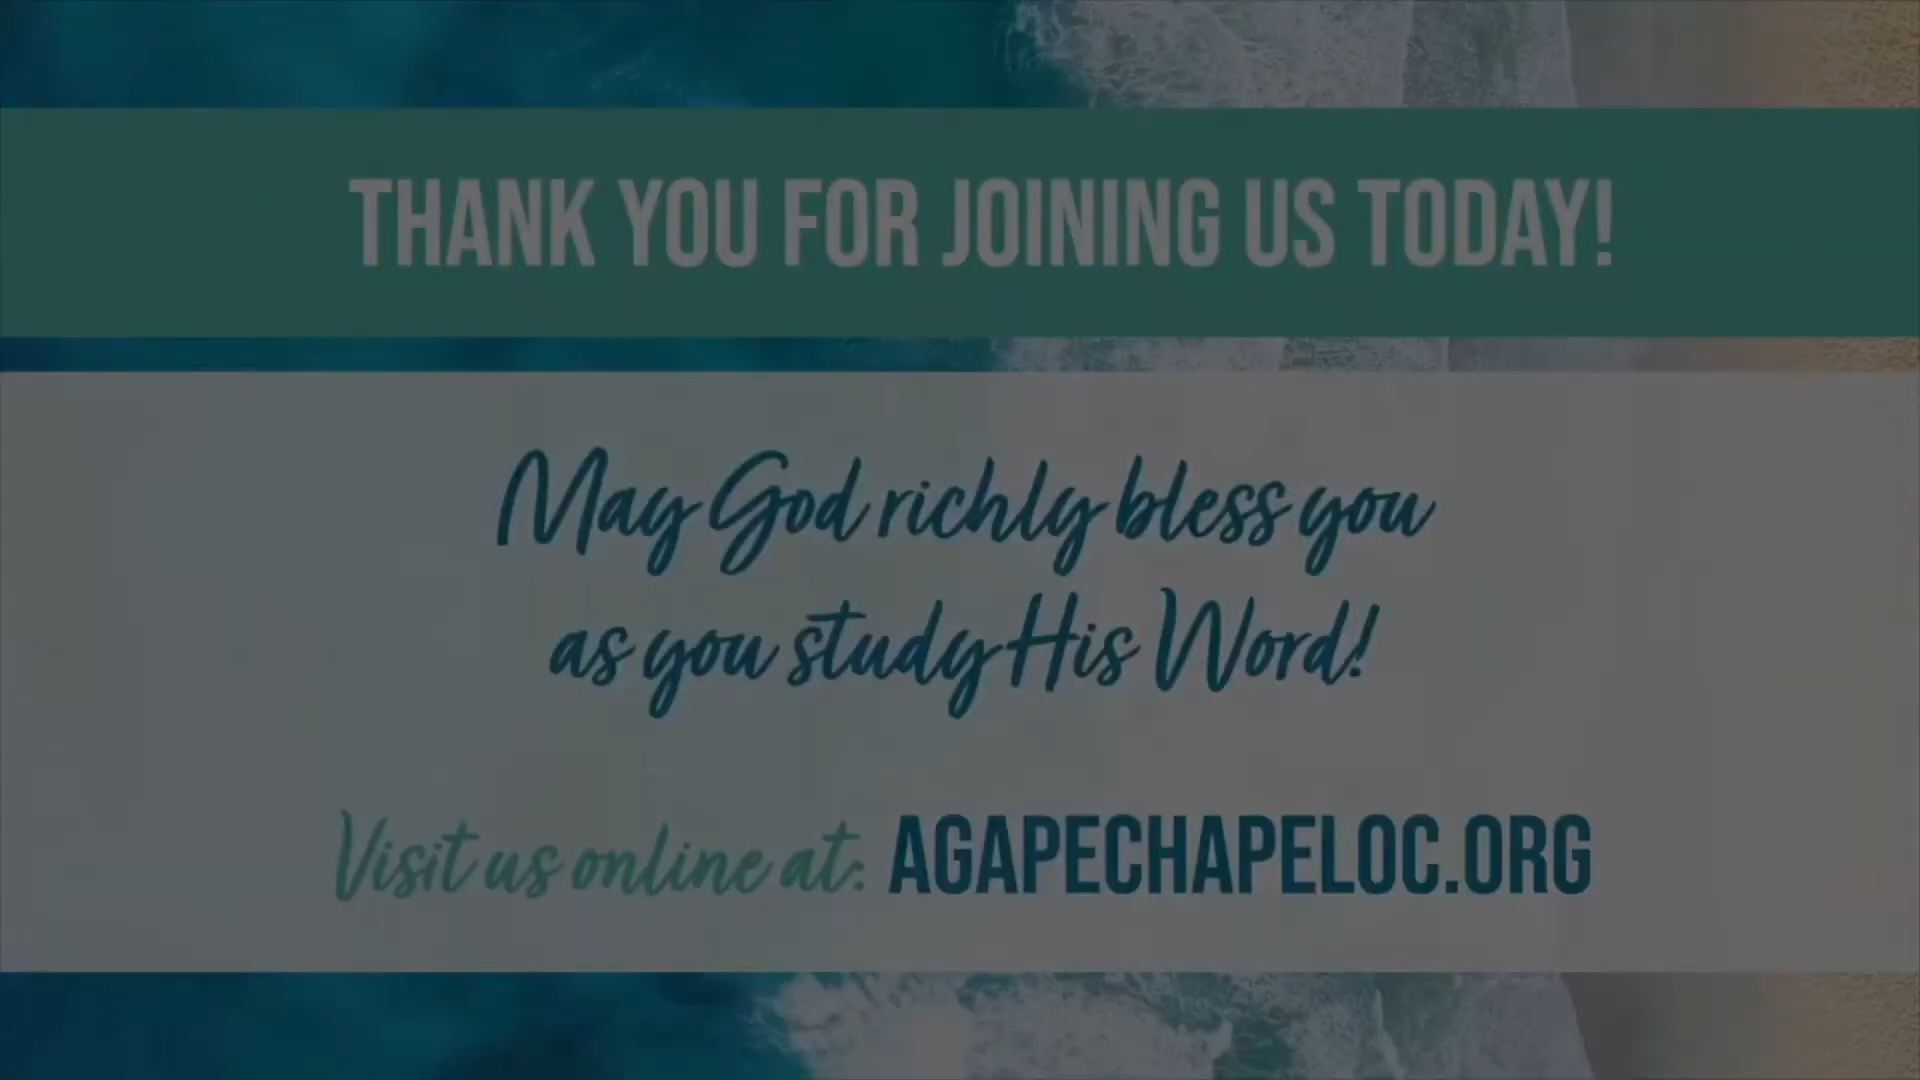 THANK YOU FOR JOINING US TODAY!
May God richly bless you
as you study His Word!
Visit us online at: AGAPECHAPELOC.ORG